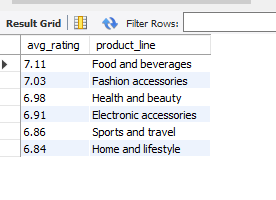 Result Grid Filter Rows:
avg_rating product_line
7.11 Food and beverages
7.03 Fashion accessories
6.98 Health and beauty
6.91 Electronic accessories
6.86 Sports and travel
6.84 Home and lifestyle